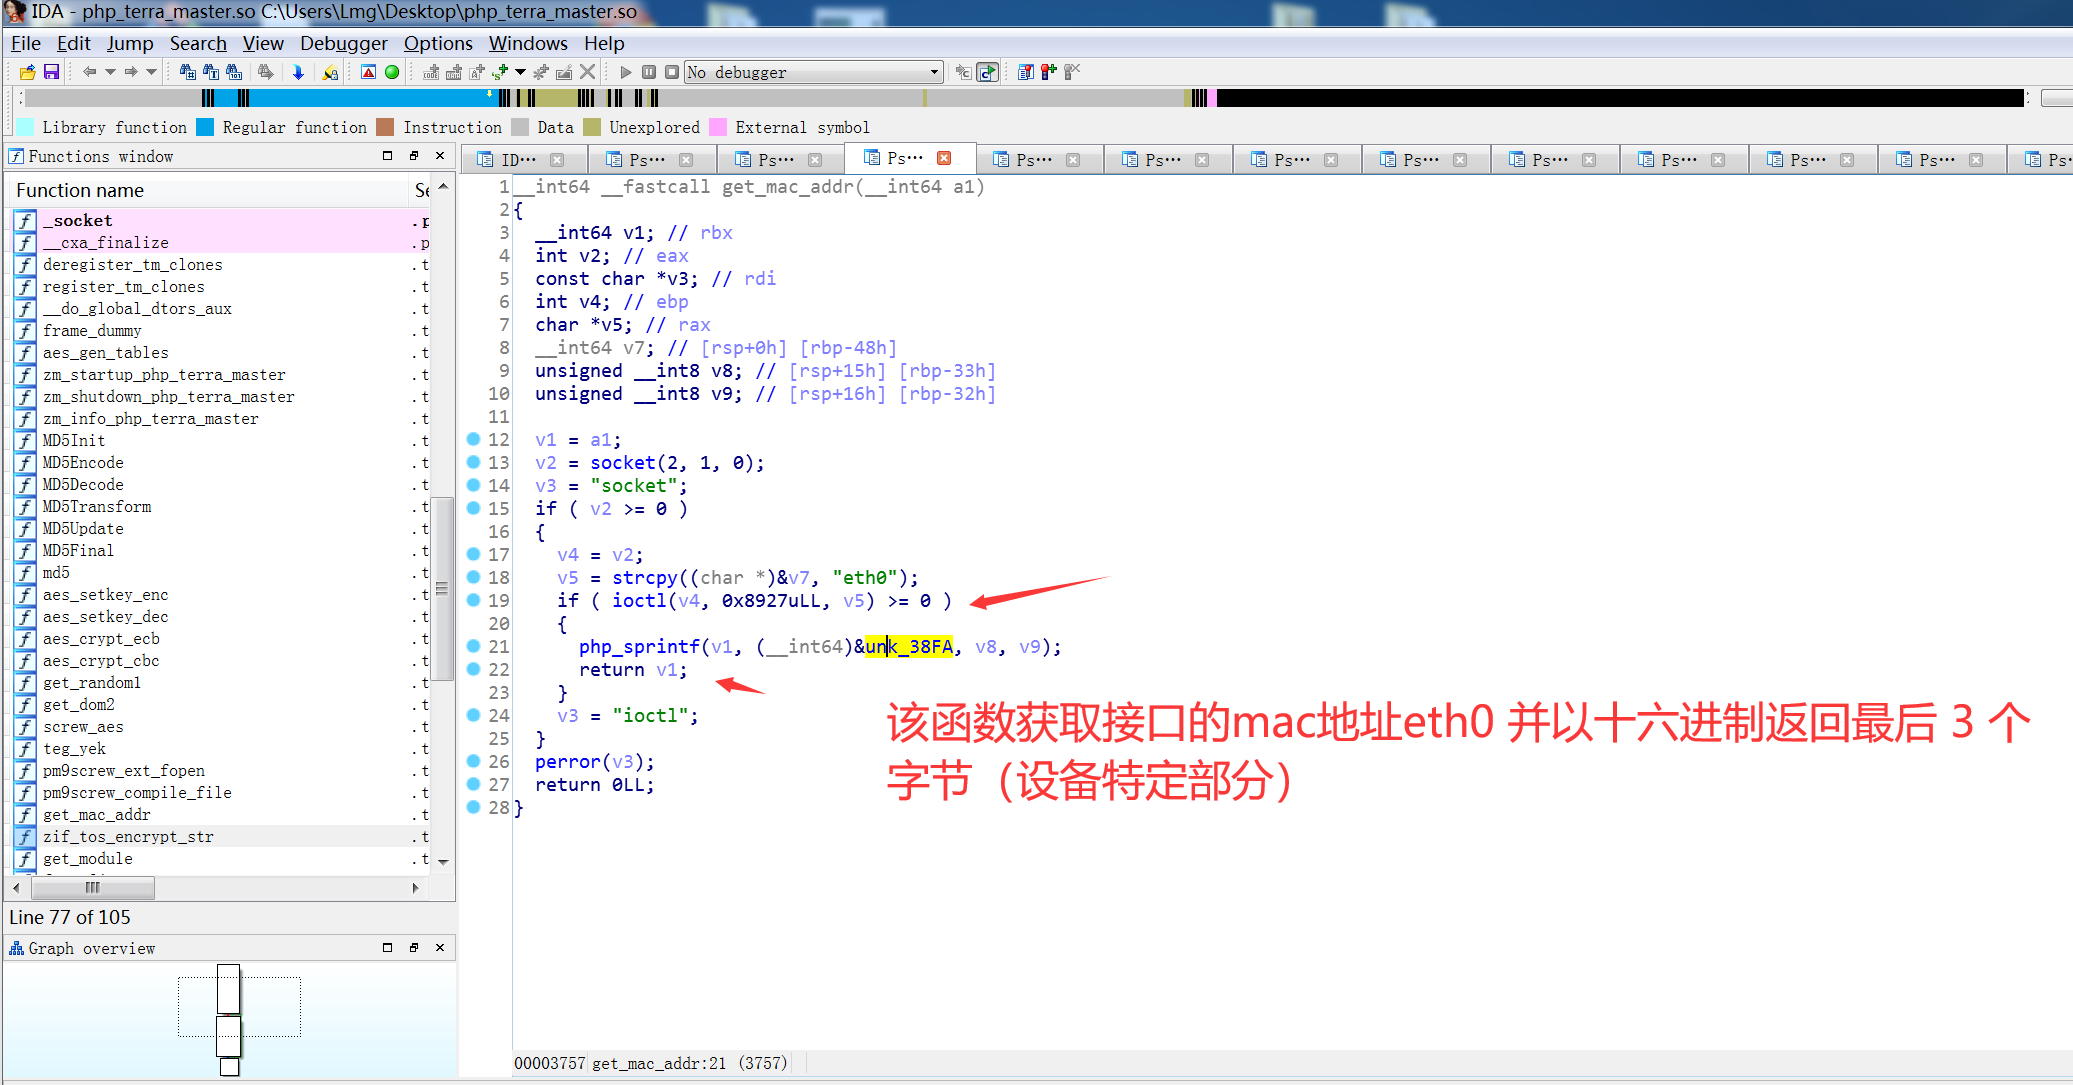 IDA - php_terra_master.so C:\Users\Lmg\Desktop\php_terra_master.so
File Edit Jump Search View Debugger Options Windows Help
No debugger
Library function Regular function Instruction Data Unexplored External symbol
Functions window
ID··· Ps··· Ps··· Ps··· Ps··· Ps··· Ps··· Ps··· Ps··· Ps··· Ps··· Ps··· Ps·
Function name Se
_socket .p
__cxa_finalize .p
deregister_tm_clones .t
register_tm_clones .t
__do_global_dtors_aux .t
frame_dummy .t
aes_gen_tables .t
zm_startup_php_terra_master .t
zm_shutdown_php_terra_master .t
zm_info_php_terra_master .t
MD5Init .t
MD5Encode .t
MD5Decode .t
MD5Transform .t
MD5Update .t
MD5Final .t
md5 .t
aes_setkey_enc .t
aes_setkey_dec .t
aes_crypt_ecb .t
aes_crypt_cbc .t
get_random1 .t
get_dom2 .t
screw_aes .t
teg_yek .t
pm9screw_ext_fopen .t
pm9screw_compile_file .t
get_mac_addr .t
zif_tos_encrypt_str .t
get_module .t
Line 77 of 105
Graph overview
1 __int64 __fastcall get_mac_addr(__int64 a1)
2 {
3 __int64 v1; // rbx
4 int v2; // eax
5 const char *v3; // rdi
6 int v4; // ebp
7 char *v5; // rax
8 __int64 v7; // [rsp+0h] [rbp-48h]
9 unsigned __int8 v8; // [rsp+15h] [rbp-33h]
10 unsigned __int8 v9; // [rsp+16h] [rbp-32h]
11
12 v1 = a1;
13 v2 = socket(2, 1, 0);
14 v3 = "socket";
15 if ( v2 >= 0 )
16 {
17 v4 = v2;
18 v5 = strcpy((char *)&v7, "eth0");
19 if ( ioctl(v4, 0x8927uLL, v5) >= 0 )
20 {
21 php_sprintf(v1, (__int64)&unk_38FA, v8, v9);
22 return v1;
23 }
24 v3 = "ioctl";
25 }
26 perror(v3);
27 return 0LL;
28 }
该函数获取接口的mac地址eth0 并以十六进制返回最后 3 个
字节（设备特定部分）
00003757 get_mac_addr:21 (3757)